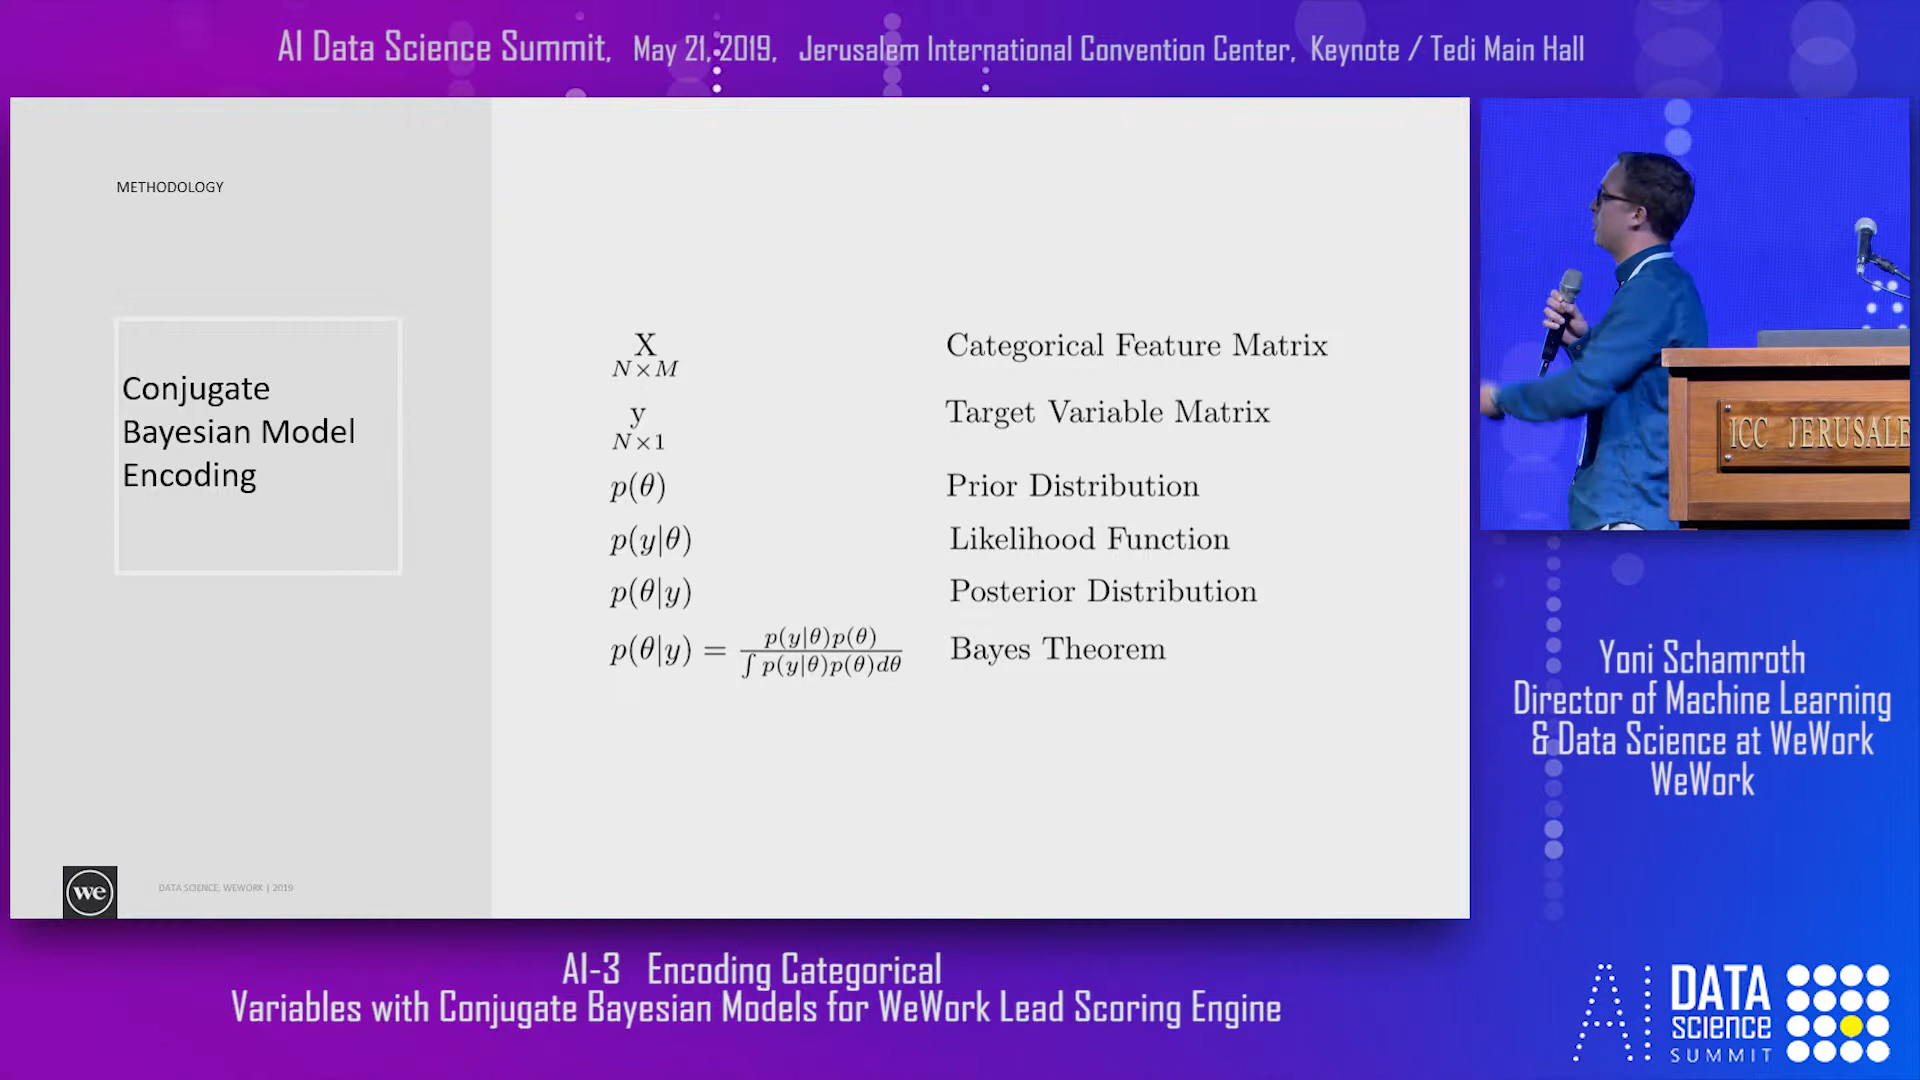 AI Data Science Summit, May 21, 2019, Jerusalem International Convention Center, Keynote / Tedi Main Hall
METHODOLOGY
Conjugate
Bayesian Model
Encoding
X
N×M
Categorical Feature Matrix
y
N×1
Target Variable Matrix
p(θ) Prior Distribution
p(y|θ) Likelihood Function
p(θ|y) Posterior Distribution
p(θ|y) = p(y|θ)p(θ) / ∫ p(y|θ)p(θ)dθ Bayes Theorem
we
DATA SCIENCE, WEWORK | 2019
ICC JERUSALE
Yoni Schamroth
Director of Machine Learning
& Data Science at WeWork
WeWork
AI-3 Encoding Categorical
Variables with Conjugate Bayesian Models for WeWork Lead Scoring Engine
AI DATA
SCIENCE
SUMMIT